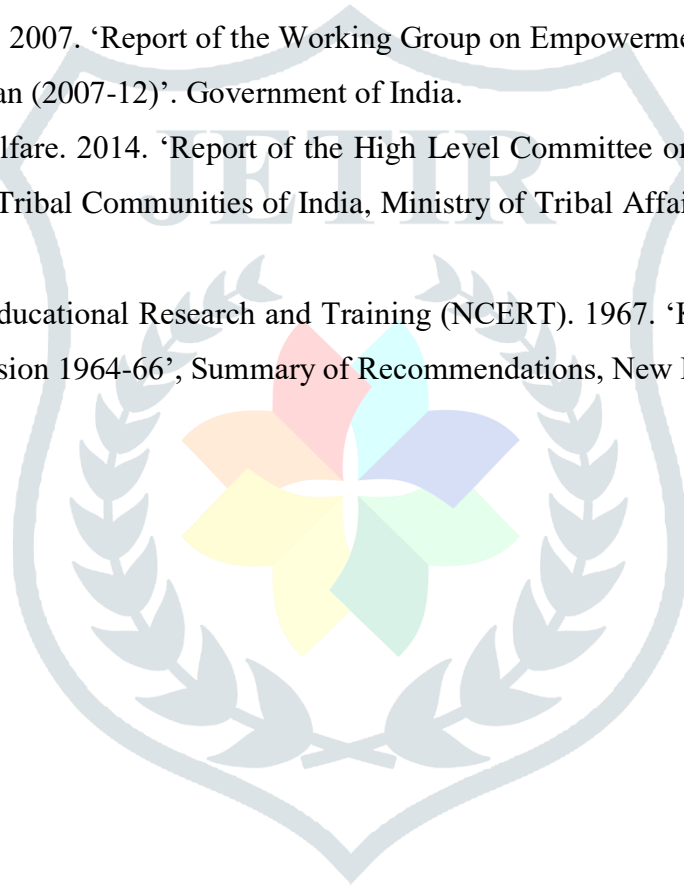 2007. ‘Report of the Working Group on Empowerme
an (2007-12)’. Government of India.
lfare. 2014. ‘Report of the High Level Committee o
Tribal Communities of India, Ministry of Tribal Affai
JETIR
ducational Research and Training (NCERT). 1967. ‘
sion 1964-66’, Summary of Recommendations, New